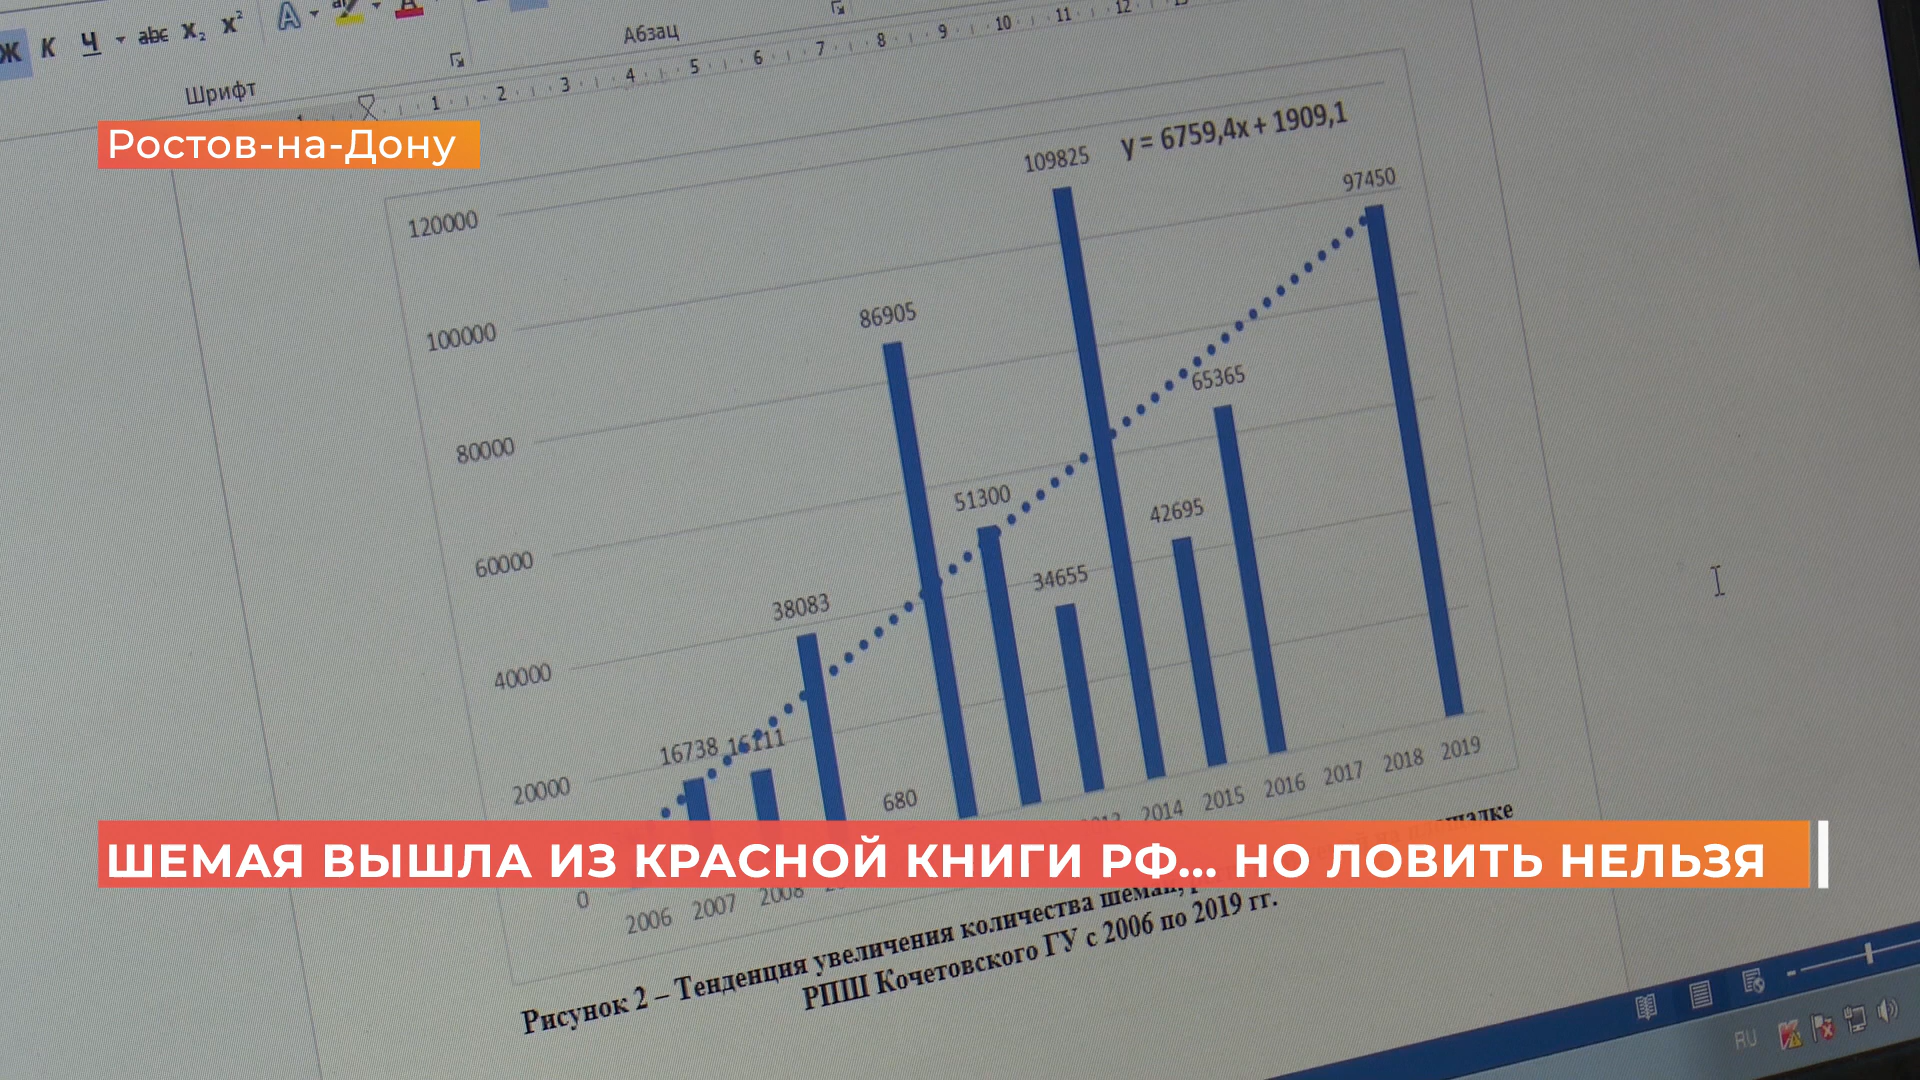 Ж К Ч abc X₂ X²
Шрифт
Абзац
1 2 3 4 5 6 7 8 9 10 11 12
Ростов-на-Дону
y = 6759,4x + 1909,1
109825
97450
120000
86905
100000
65365
80000
51300
42695
60000
34655
38083
40000
16738 16111
680
20000
0
2006 2007 2008 2014 2015 2016 2017 2018 2019
ШЕМАЯ ВЫШЛА ИЗ КРАСНОЙ КНИГИ РФ... НО ЛОВИТЬ НЕЛЬЗЯ
Рисунок 2 – Тенденция увеличения количества шемаи,
РПШ Кочетовского ГУ с 2006 по 2019 гг.
RU